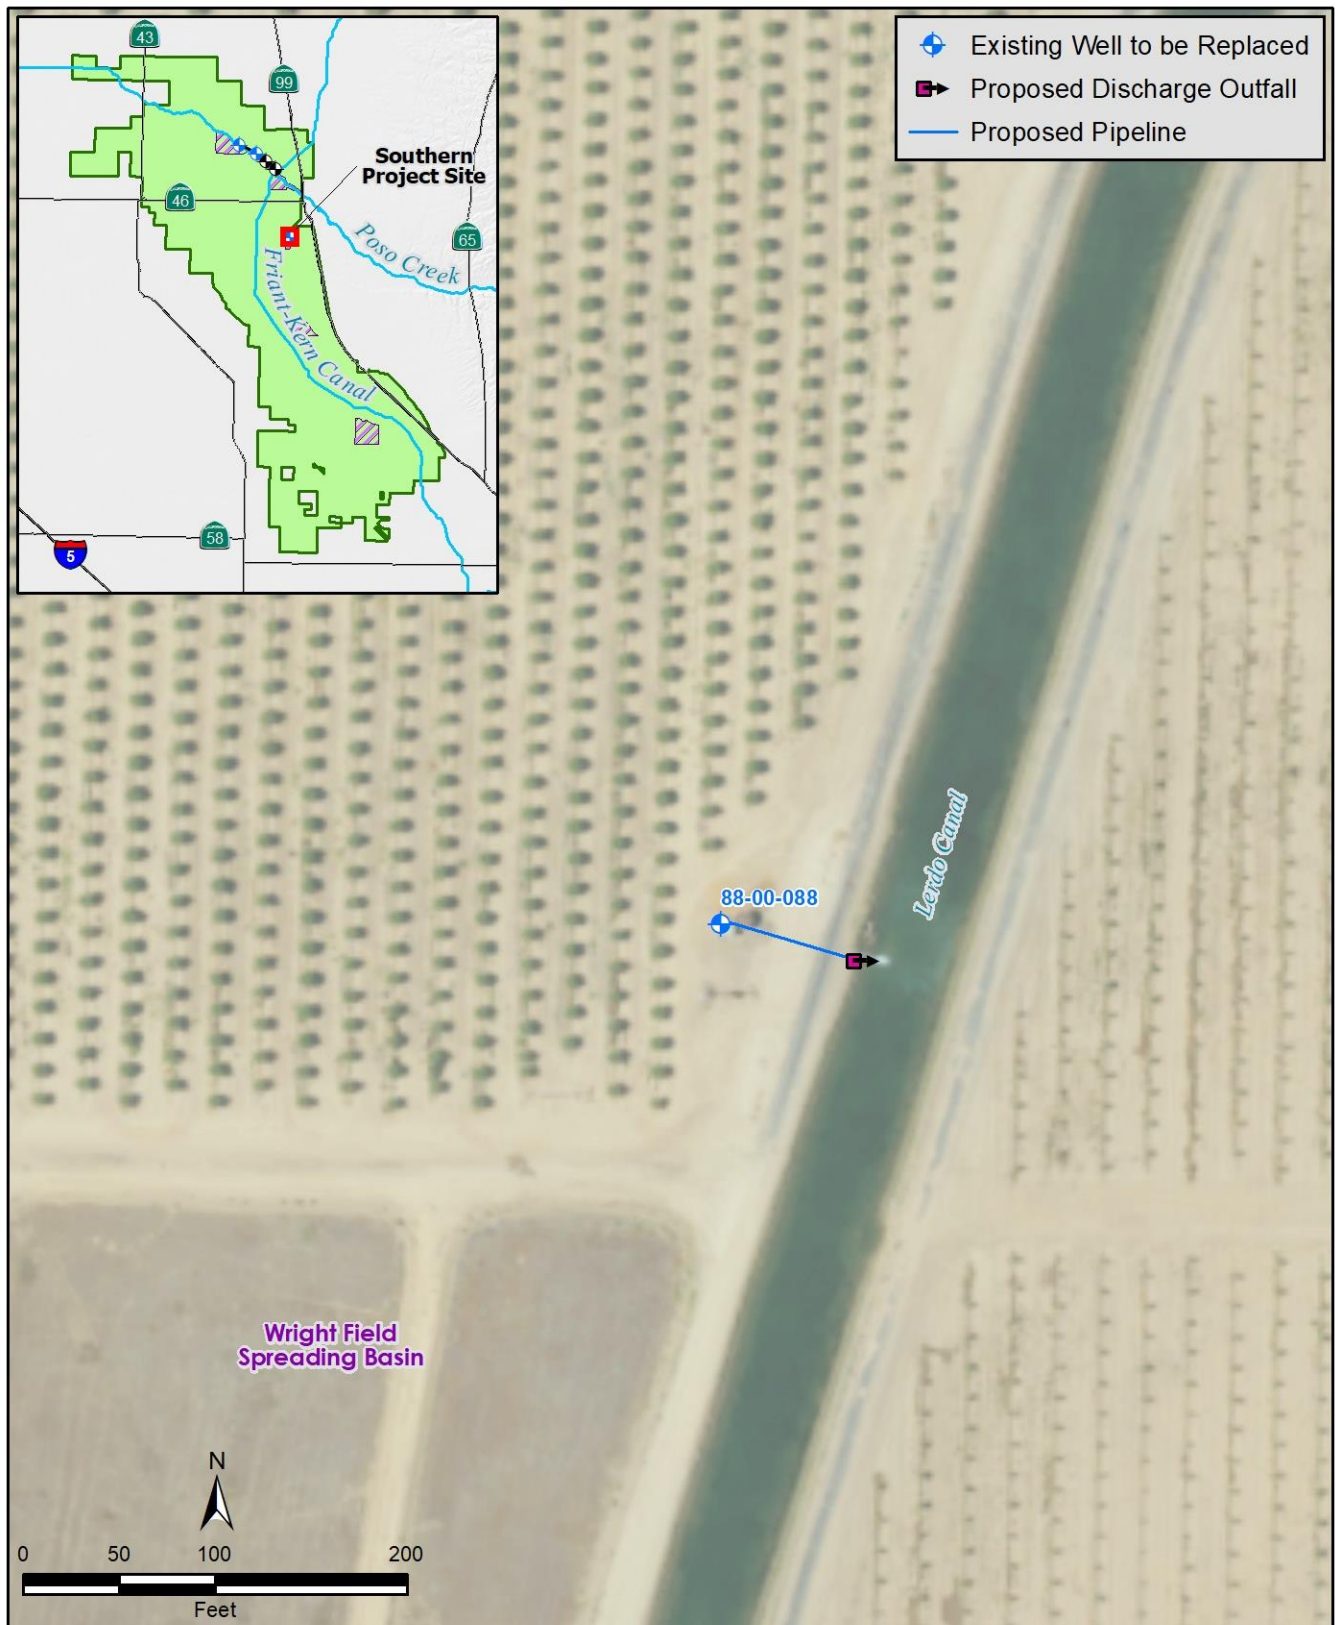 43
99
Southern
Project Site
46
65
Poso Creek
Friant-Kern Canal
58
5
Existing Well to be Replaced
Proposed Discharge Outfall
Proposed Pipeline
88-00-088
Lerdo Canal
Wright Field
Spreading Basin
N
0 50 100 200
Feet